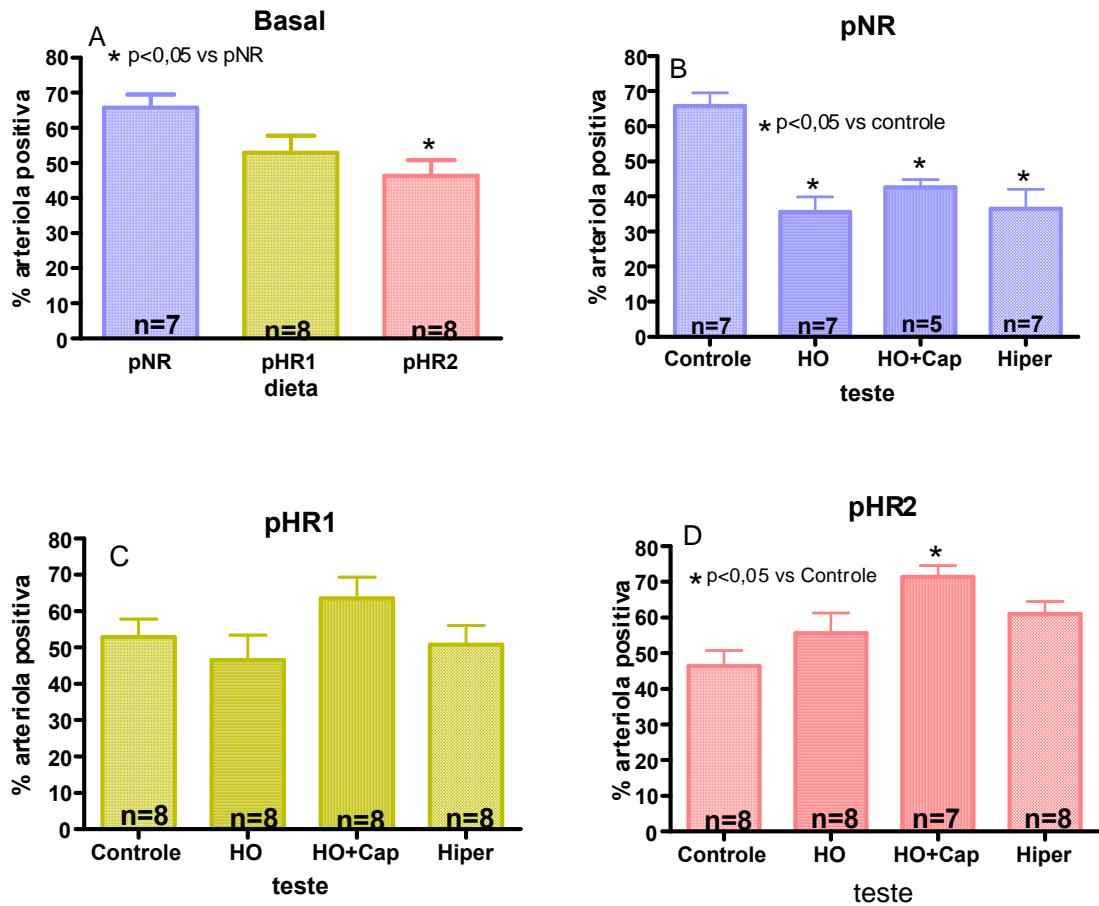 Basal
A
* p<0,05 vs pNR
% arteriola positiva
80
70
60
50
40
30
20
10
0
*
n=7 n=8 n=8
pNR pHR1 pHR2
dieta
pNR
B
* p<0,05 vs controle
% arteriola positiva
80
70
60
50
40
30
20
10
0
* * *
n=7 n=7 n=5 n=7
Controle HO HO+Cap Hiper
teste
pHR1
C
% arteriola positiva
80
70
60
50
40
30
20
10
0
n=8 n=8 n=8 n=8
Controle HO HO+Cap Hiper
teste
pHR2
D
* p<0,05 vs Controle
% arteriola positiva
80
70
60
50
40
30
20
10
0
*
n=8 n=8 n=7 n=8
Controle HO HO+Cap Hiper
teste